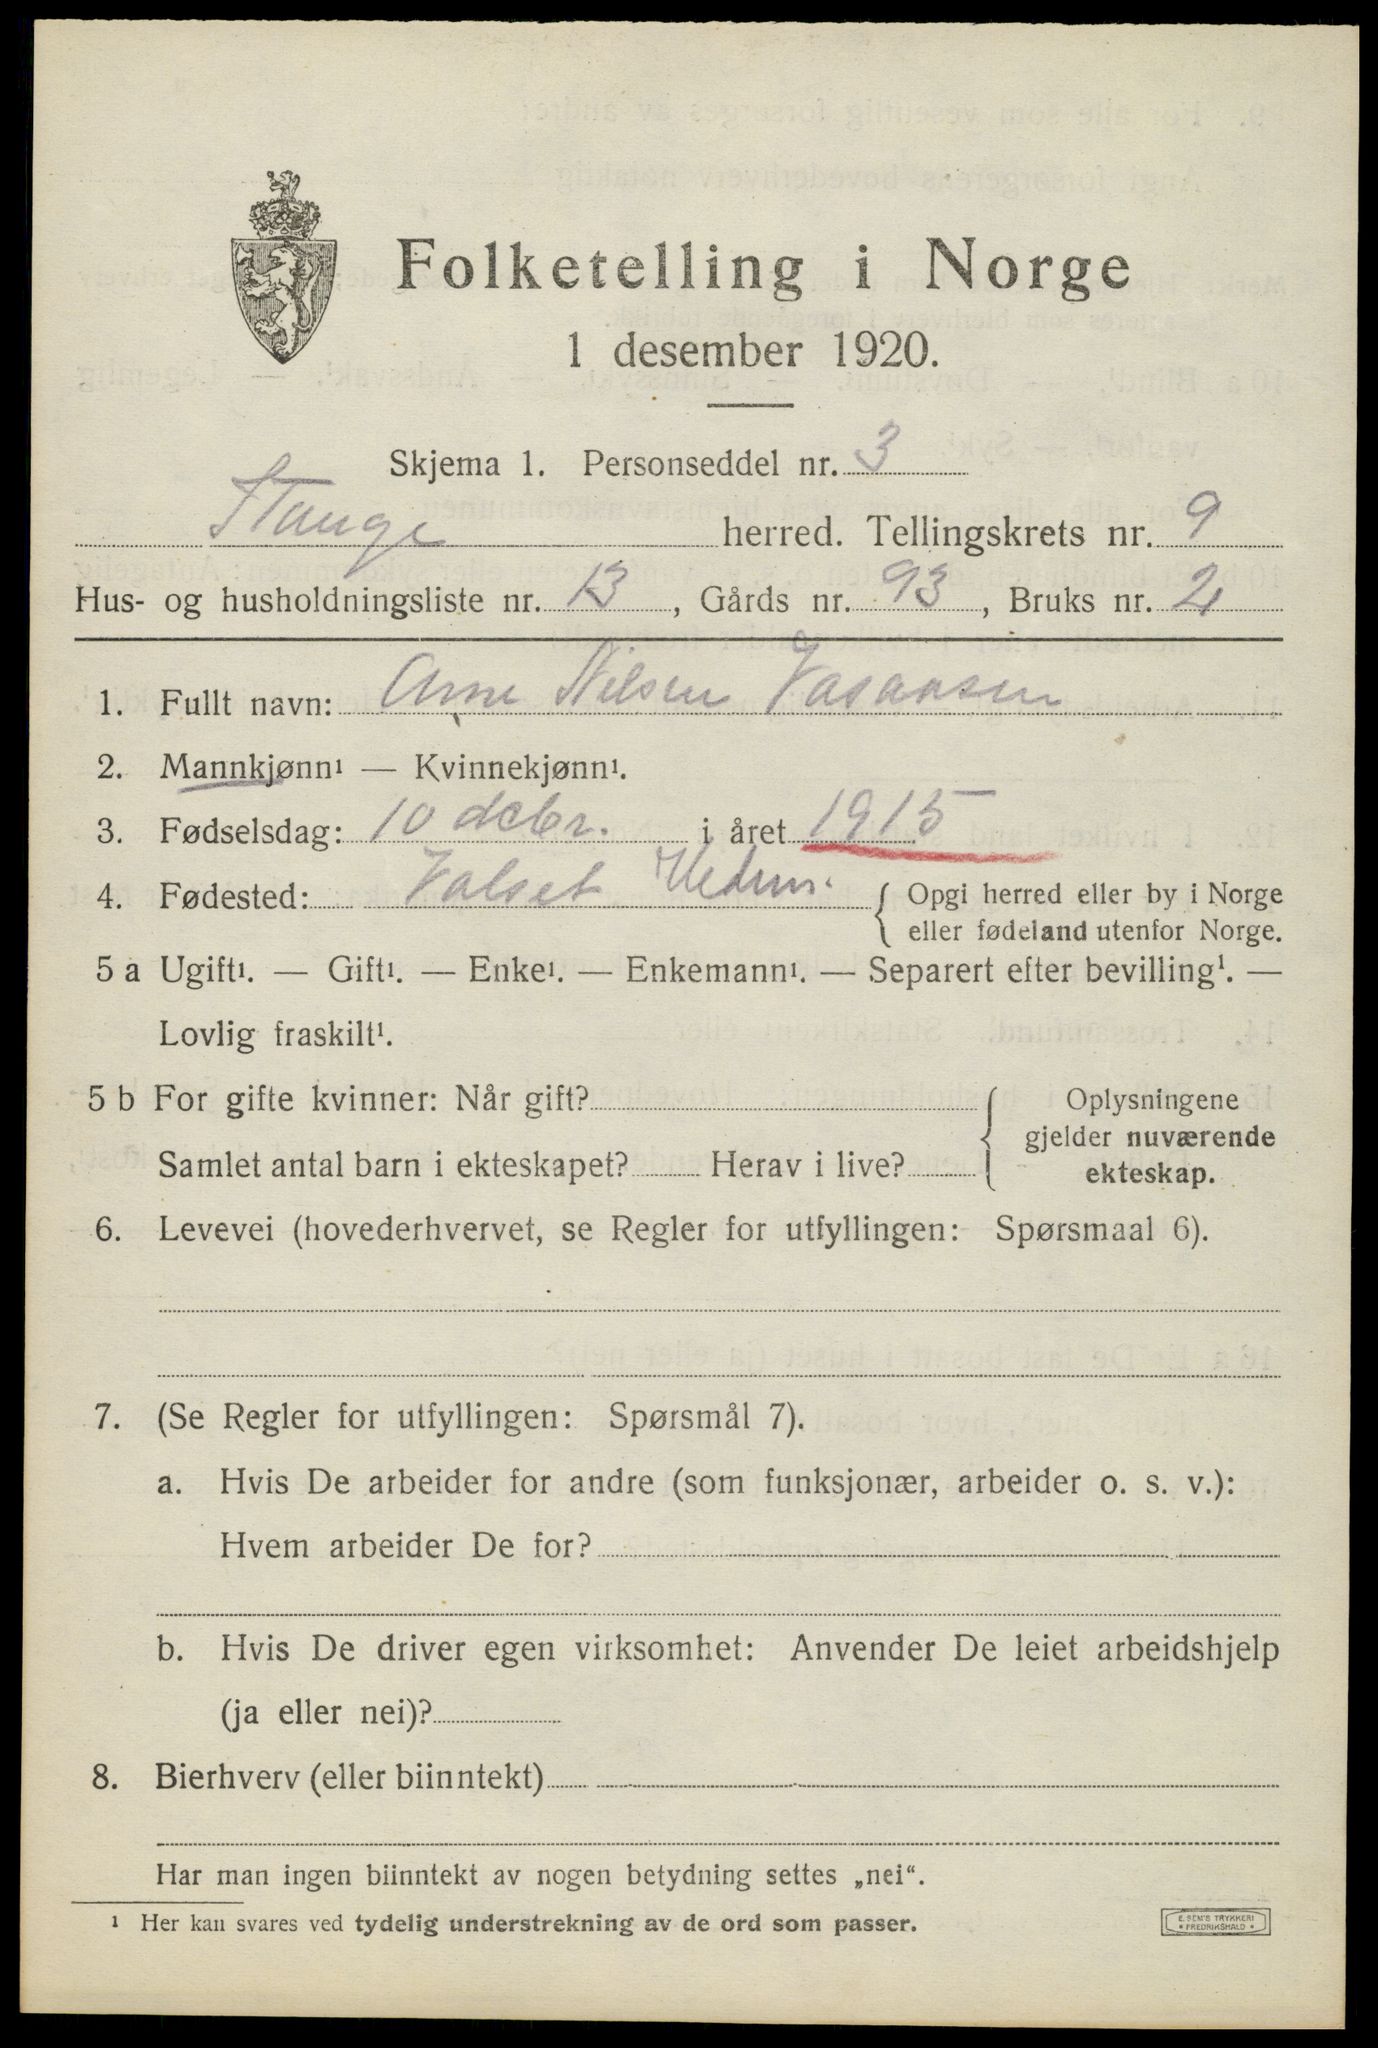 Folketelling i Norge
1 desember 1920.
Skjema 1. Personseddel nr. 3
Stange herred. Tellingskrets nr. 9
Hus- og husholdningsliste nr. 13, Gårds nr. 93, Bruks nr. 2
1. Fullt navn: Arne Nilsen Vasaasen
2. Mannkjønn¹ — Kvinnekjønn¹.
3. Fødselsdag: 10 debr. i året 1915
4. Fødested: Valset { Opgi herred eller by i Norge
eller fødeland utenfor Norge.
5 a Ugift¹. — Gift¹. — Enke¹. — Enkemann¹. — Separert efter bevilling¹. —
Lovlig fraskilt¹.
5 b For gifte kvinner: Når gift? { Oplysningene
gjelder nuværende
Samlet antal barn i ekteskapet? Herav i live? ekteskap.
6. Levevei (hovederhvervet, se Regler for utfyllingen: Spørsmaal 6).
7. (Se Regler for utfyllingen: Spørsmål 7).
a. Hvis De arbeider for andre (som funksjonær, arbeider o. s. v.):
Hvem arbeider De for?
b. Hvis De driver egen virksomhet: Anvender De leiet arbeidshjelp
(ja eller nei)?
8. Bierhverv (eller biinntekt)
Har man ingen biinntekt av nogen betydning settes „nei“.
¹ Her kan svares ved tydelig understrekning av de ord som passer.
E. SEM'S TRYKKERI
• FREDRIKSHALD •